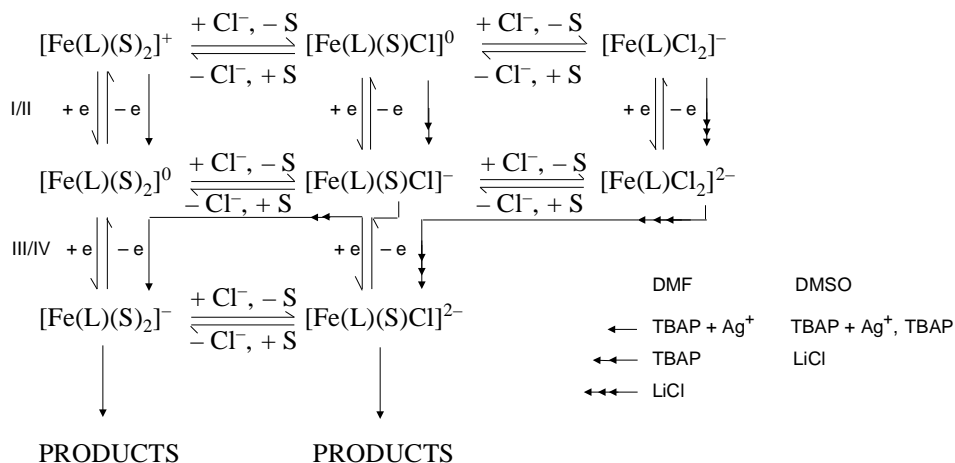 + Cl⁻, – S + Cl⁻, – S
[Fe(L)(S)₂]⁺ [Fe(L)(S)Cl]⁰ [Fe(L)Cl₂]⁻
– Cl⁻, + S – Cl⁻, + S
I/II + e – e + e – e + e – e
+ Cl⁻, – S + Cl⁻, – S
[Fe(L)(S)₂]⁰ [Fe(L)(S)Cl]⁻ [Fe(L)Cl₂]²⁻
– Cl⁻, + S – Cl⁻, + S
III/IV + e – e + e – e
DMF DMSO
+ Cl⁻, – S
[Fe(L)(S)₂]⁻ [Fe(L)(S)Cl]²⁻
TBAP + Ag⁺ TBAP + Ag⁺, TBAP
– Cl⁻, + S
TBAP LiCl
LiCl
PRODUCTS PRODUCTS